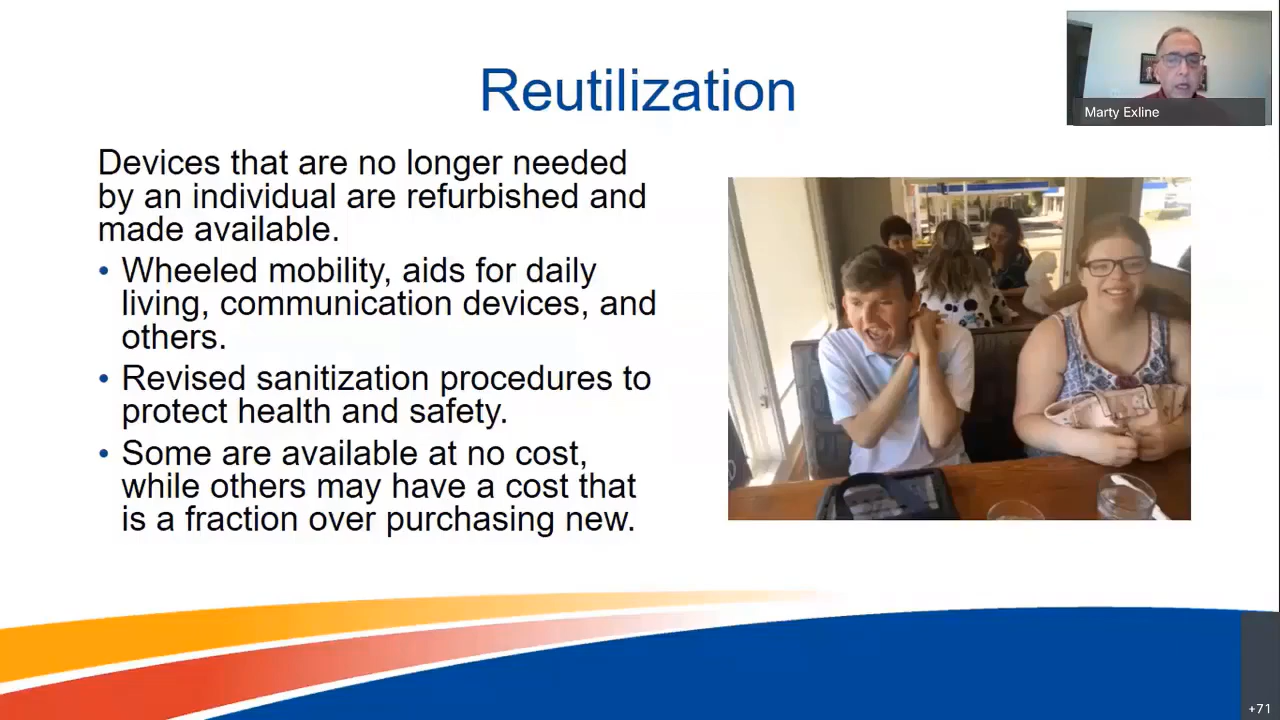 Reutilization
Marty Exline
Devices that are no longer needed
by an individual are refurbished and
made available.
• Wheeled mobility, aids for daily
living, communication devices, and
others.
• Revised sanitization procedures to
protect health and safety.
• Some are available at no cost,
while others may have a cost that
is a fraction over purchasing new.
+71